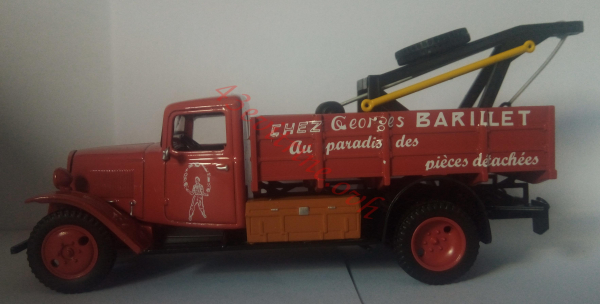 CHEZ Georges BARILLET
Au paradis des
pièces détachées